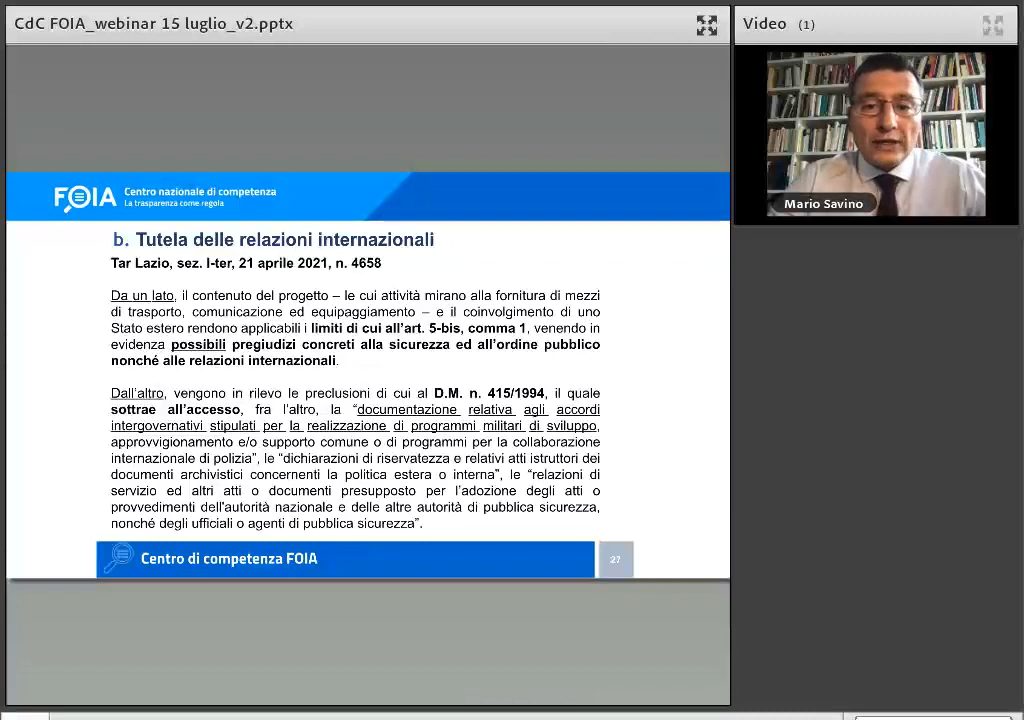 CdC FOIA_webinar 15 luglio_v2.pptx
Video (1)
Mario Savino
FOIA Centro nazionale di competenza
La trasparenza come regola
b. Tutela delle relazioni internazionali
Tar Lazio, sez. I-ter, 21 aprile 2021, n. 4658
Da un lato, il contenuto del progetto – le cui attività mirano alla fornitura di mezzi
di trasporto, comunicazione ed equipaggiamento – e il coinvolgimento di uno
Stato estero rendono applicabili i limiti di cui all'art. 5-bis, comma 1, venendo in
evidenza possibili pregiudizi concreti alla sicurezza ed all'ordine pubblico
nonché alle relazioni internazionali.
Dall'altro, vengono in rilievo le preclusioni di cui al D.M. n. 415/1994, il quale
sottrae all'accesso, fra l'altro, la “documentazione relativa agli accordi
intergovernativi stipulati per la realizzazione di programmi militari di sviluppo,
approvvigionamento e/o supporto comune o di programmi per la collaborazione
internazionale di polizia”, le “dichiarazioni di riservatezza e relativi atti istruttori dei
documenti archivistici concernenti la politica estera o interna”, le “relazioni di
servizio ed altri atti o documenti presupposto per l'adozione degli atti o
provvedimenti dell'autorità nazionale e delle altre autorità di pubblica sicurezza,
nonché degli ufficiali o agenti di pubblica sicurezza”.
Centro di competenza FOIA
27